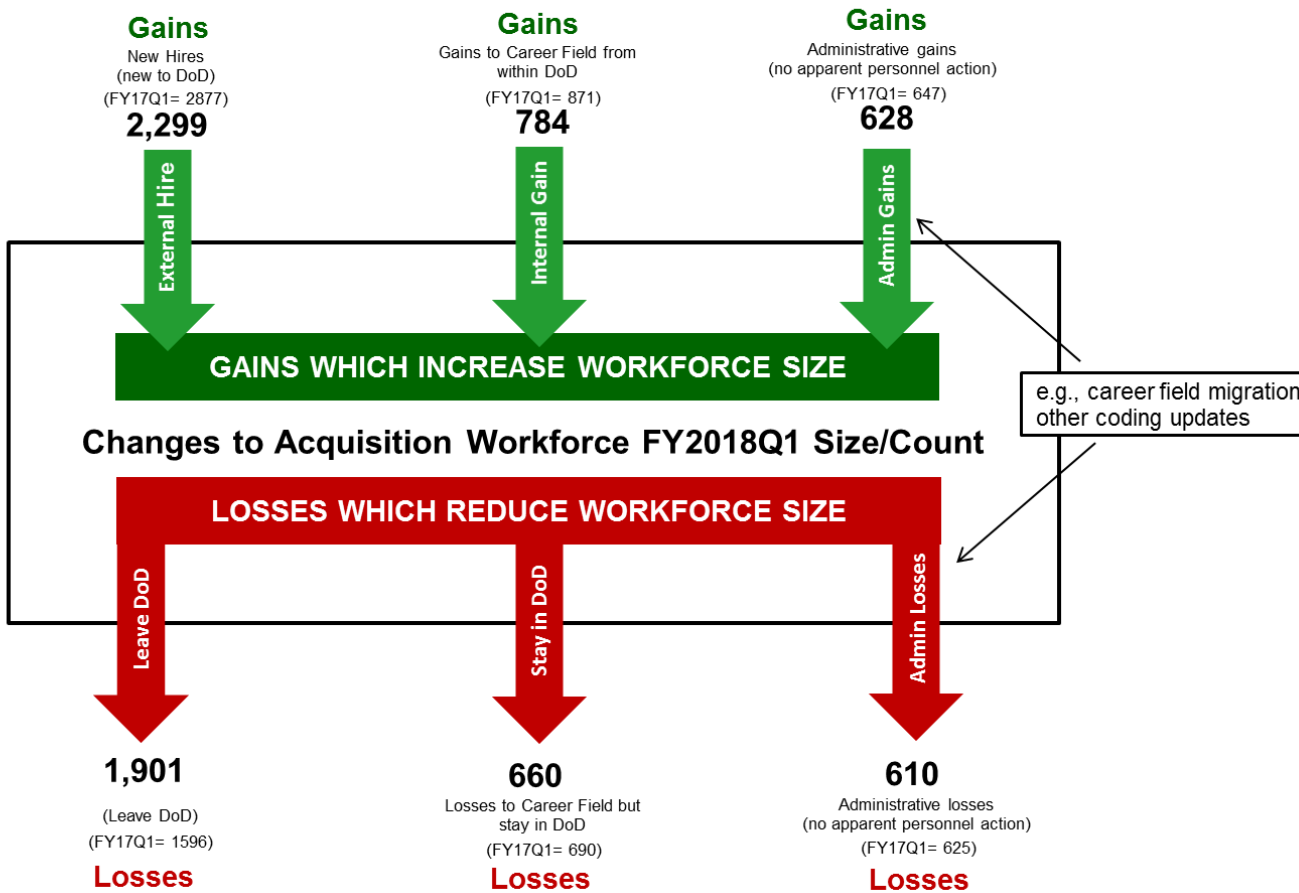 Gains
New Hires
(new to DoD)
(FY17Q1= 2877)
2,299
External Hire
Gains
Gains to Career Field from
within DoD
(FY17Q1= 871)
784
Internal Gain
Gains
Administrative gains
(no apparent personnel action)
(FY17Q1= 647)
628
Admin Gains
GAINS WHICH INCREASE WORKFORCE SIZE
e.g., career field migration
other coding updates
Changes to Acquisition Workforce FY2018Q1 Size/Count
LOSSES WHICH REDUCE WORKFORCE SIZE
Leave DoD
1,901
(Leave DoD)
(FY17Q1= 1596)
Losses
Stay in DoD
660
Losses to Career Field but
stay in DoD
(FY17Q1= 690)
Losses
Admin Losses
610
Administrative losses
(no apparent personnel action)
(FY17Q1= 625)
Losses